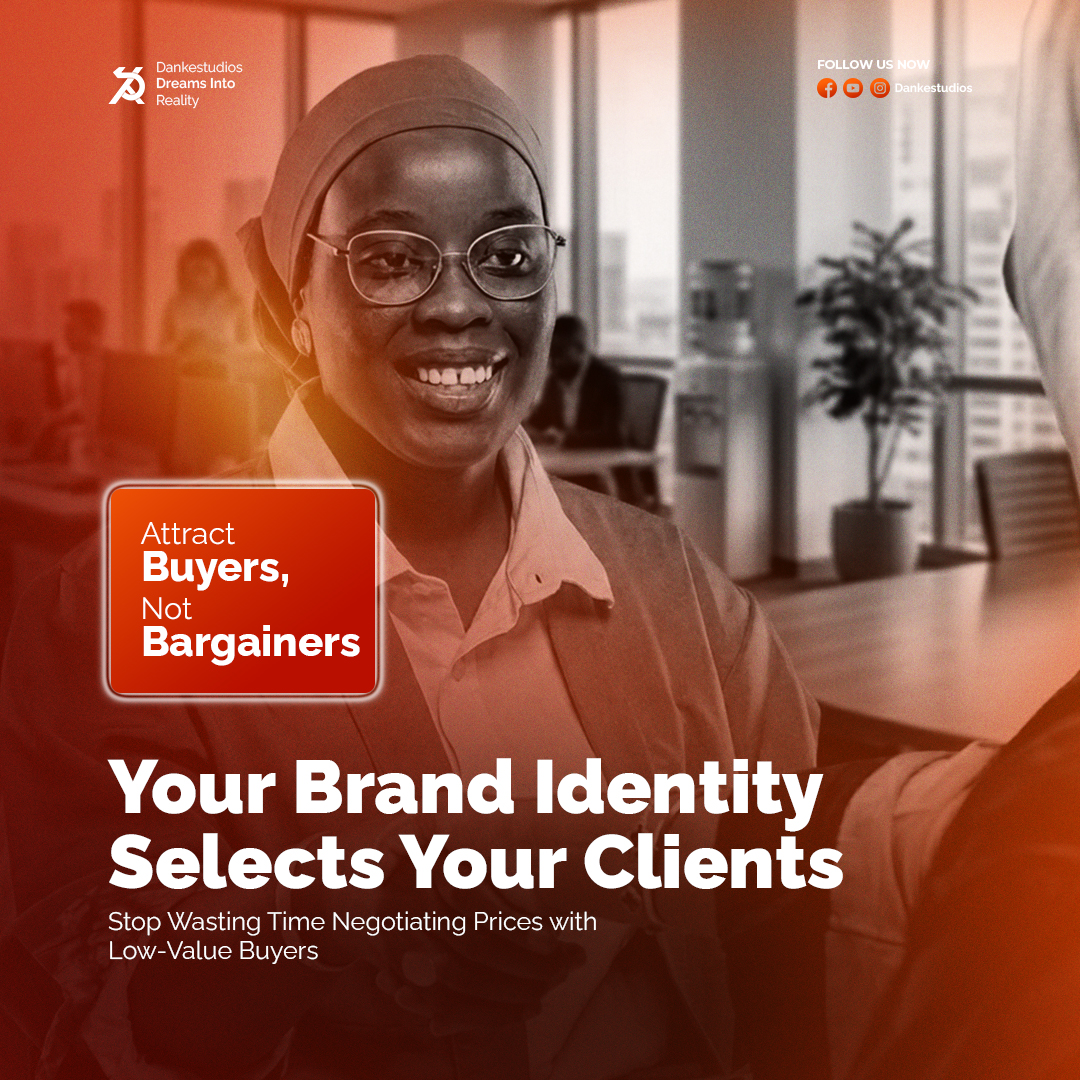 Dankestudios
Dreams Into
Reality
FOLLOW US NOW
Dankestudios
Attract
Buyers,
Not
Bargainers
Your Brand Identity
Selects Your Clients
Stop Wasting Time Negotiating Prices with
Low-Value Buyers